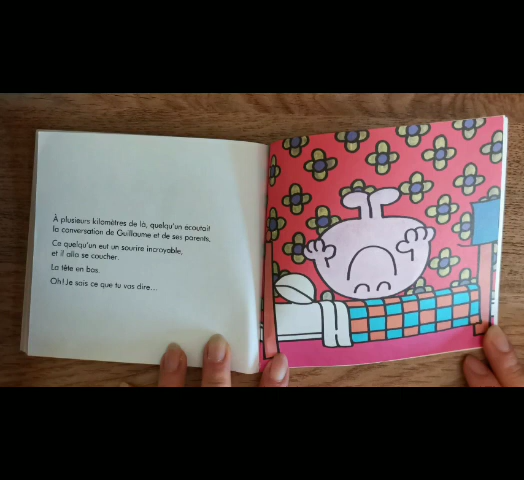 À plusieurs kilomètres de là, quelqu'un écoutait
la conversation de Guillaume et de ses parents.
Ce quelqu'un eut un sourire incroyable,
et il alla se coucher.
La tête en bas.
Oh! Je sais ce que tu vas dire...